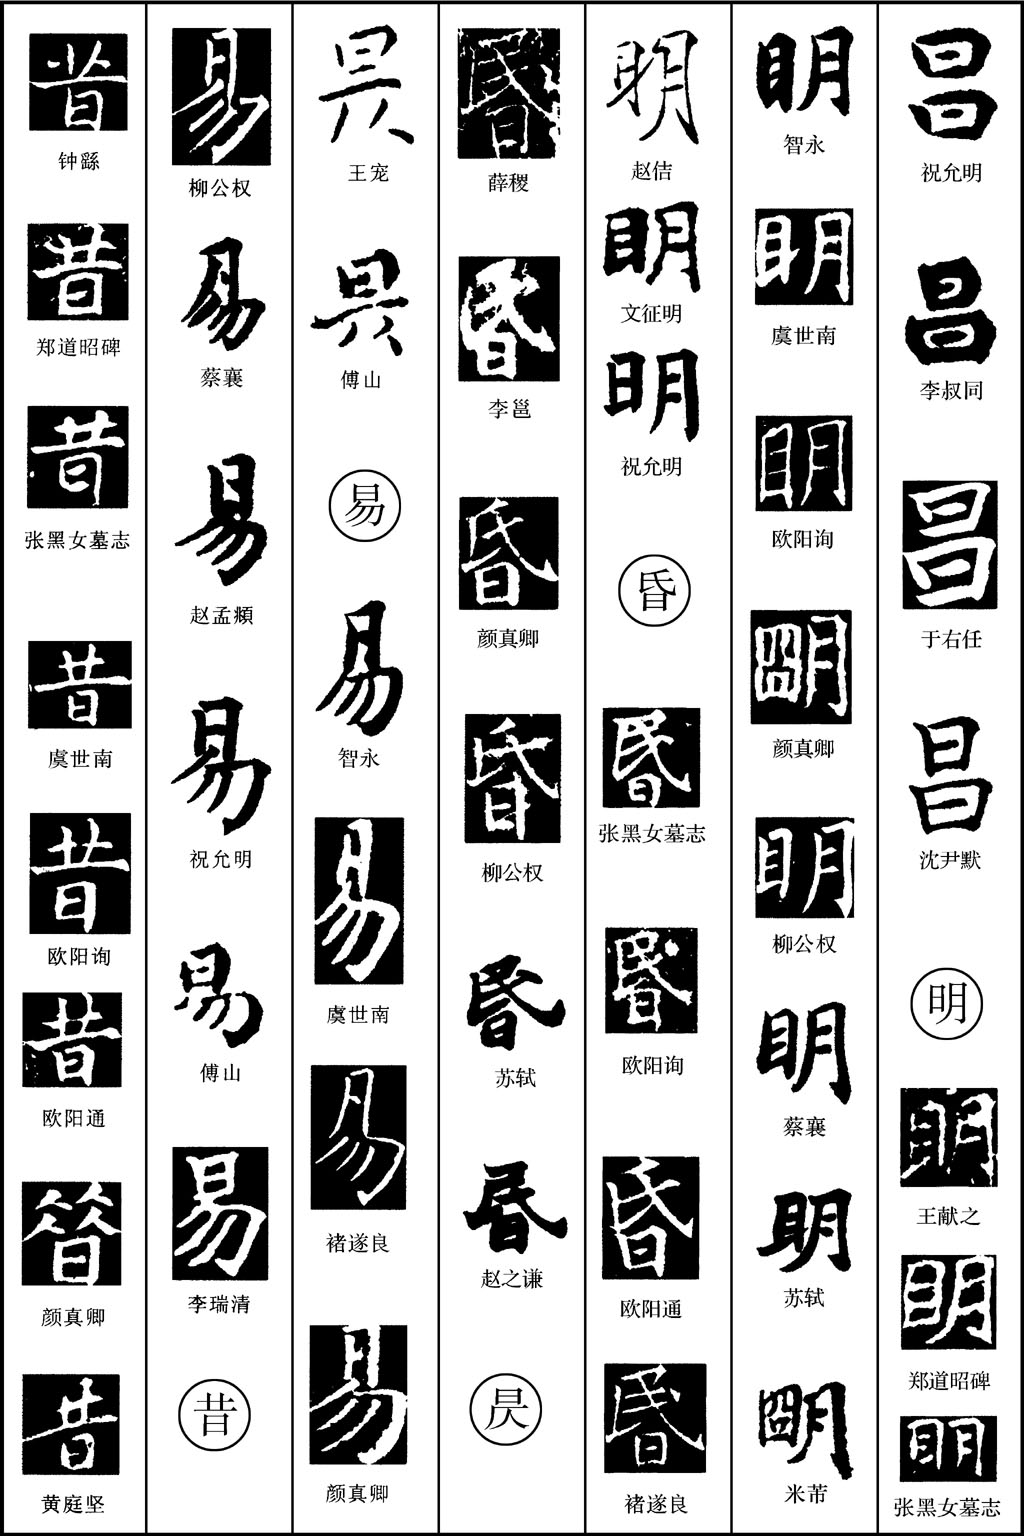 昌
祝允明
昌
李叔同
昌
于右任
昌
沈尹默
明
明
王献之
明
郑道昭碑
明
张黑女墓志
明
智永
明
虞世南
明
欧阳询
明
颜真卿
明
柳公权
明
蔡襄
明
苏轼
明
米芾
明
赵佶
明
文征明
明
祝允明
昏
昏
张黑女墓志
昏
欧阳询
昏
欧阳通
昏
褚遂良
昏
薛稷
昏
李邕
昏
颜真卿
昏
柳公权
昏
苏轼
昏
赵之谦
昃
昃
王宠
昃
傅山
易
易
智永
易
虞世南
易
褚遂良
易
颜真卿
易
柳公权
易
蔡襄
易
赵孟頫
易
祝允明
易
傅山
易
李瑞清
昔
昔
钟繇
昔
郑道昭碑
昔
张黑女墓志
昔
虞世南
昔
欧阳询
昔
欧阳通
昔
颜真卿
昔
黄庭坚